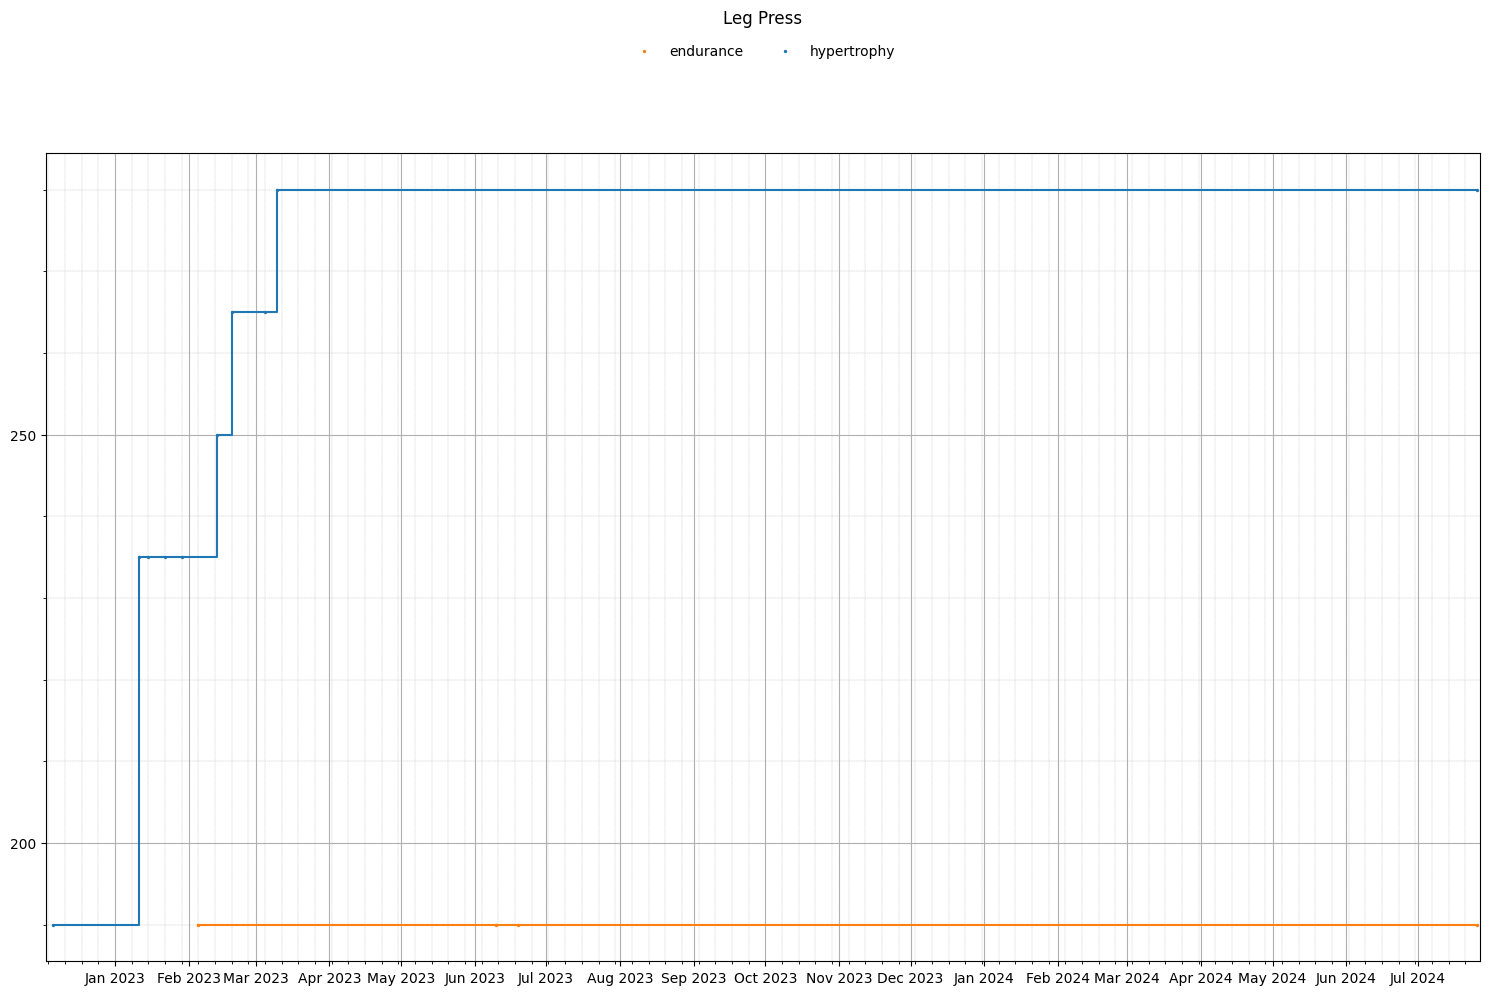 Leg Press
endurance hypertrophy
250
200
Jan 2023 Feb 2023 Mar 2023 Apr 2023 May 2023 Jun 2023 Jul 2023 Aug 2023 Sep 2023 Oct 2023 Nov 2023 Dec 2023 Jan 2024 Feb 2024 Mar 2024 Apr 2024 May 2024 Jun 2024 Jul 2024